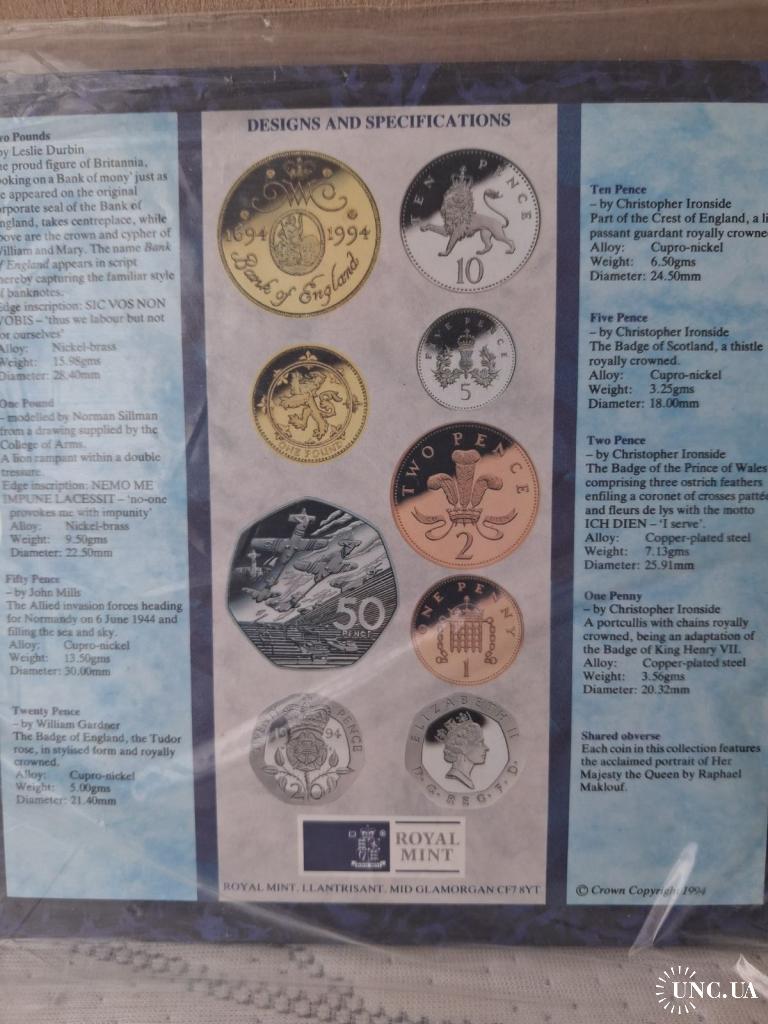 DESIGNS AND SPECIFICATIONS
Pounds
by Leslie Durbin
proud figure of Britannia,
on a Bank of mony' just as
appeared on the original
seal of the Bank of
takes centreplace, while
are the crown and cypher of
and Mary. The name Bank
England appears in script
capturing the familiar style
banknotes.
Edge inscription: SIC VOS NON
– 'thus we labour but not
ourselves'
Alloy: Nickel-brass
Weight: 15.98gms
Diameter: 28.40mm
One Pound
– modelled by Norman Sillman
from a drawing supplied by the
College of Arms.
A lion rampant within a double
tressure.
Edge inscription: NEMO ME
IMPUNE LACESSIT – 'no-one
provokes me with impunity'
Alloy: Nickel-brass
Weight: 9.50gms
Diameter: 22.50mm
Fifty Pence
– by John Mills
The Allied invasion forces heading
for Normandy on 6 June 1944 and
filling the sea and sky.
Alloy: Cupro-nickel
Weight: 13.50gms
Diameter: 30.00mm
Twenty Pence
– by William Gardner
The Badge of England, the Tudor
rose, in stylised form and royally
crowned.
Alloy: Cupro-nickel
Weight: 5.00gms
Diameter: 21.40mm
1694 1994
Bank of England
TEN PENCE
10
FIVE PENCE
5
ONE POUND
TWO PENCE
2
50
PENCE
ONE PENNY
1
PENCE
94
20
ELIZABETH II
D·G·REG·F·D·
ROYAL
MINT
ROYAL MINT, LLANTRISANT, MID GLAMORGAN CF7 8YT
Ten Pence
– by Christopher Ironside
Part of the Crest of England, a
passant guardant royally
Alloy: Cupro-nickel
Weight: 6.50gms
Diameter: 24.50mm
Five Pence
– by Christopher Ironside
The Badge of Scotland, a thistle
royally crowned.
Alloy: Cupro-nickel
Weight: 3.25gms
Diameter: 18.00mm
Two Pence
– by Christopher Ironside
The Badge of the Prince of Wales
comprising three ostrich feathers
enfiling a coronet of crosses pattée
and fleurs de lys with the motto
ICH DIEN – 'I serve'.
Alloy: Copper-plated steel
Weight: 7.13gms
Diameter: 25.91mm
One Penny
– by Christopher Ironside
A portcullis with chains royally
crowned, being an adaptation of
the Badge of King Henry VII.
Alloy: Copper-plated steel
Weight: 3.56gms
Diameter: 20.32mm
Shared obverse
Each coin in this collection features
the acclaimed portrait of Her
Majesty the Queen by Raphael
Maklouf.
© Crown Copyright 1994
UNC.UA